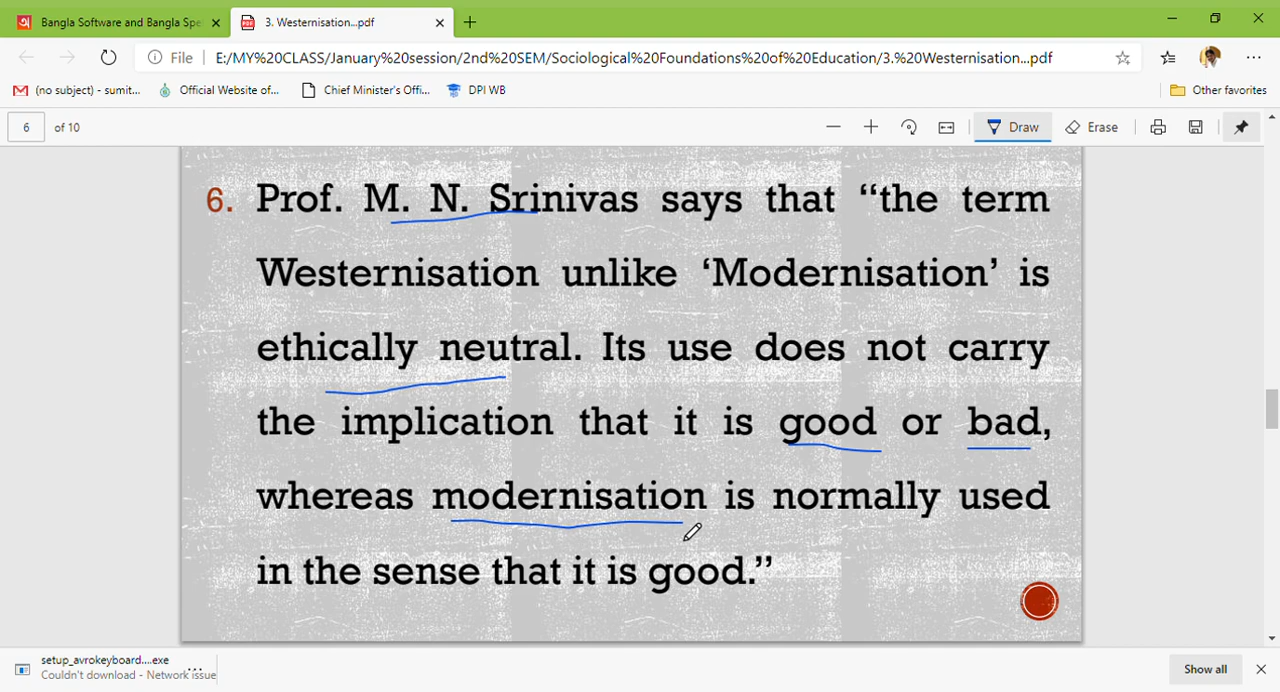 Bangla Software and Bangla Spe
3. Westernisation...pdf
File
E:/MY%20CLASS/January%20session/2nd%20SEM/Sociological%20Foundations%20of%20Education/3.%20Westernisation...pdf
(no subject) - sumit...
Official Website of...
Chief Minister's Offi...
DPI WB
Other favorites
6 of 10
Draw
Erase
6. Prof. M. N. Srinivas says that “the term
Westernisation unlike ‘Modernisation’ is
ethically neutral. Its use does not carry
the implication that it is good or bad,
whereas modernisation is normally used
in the sense that it is good.”
setup_avrokeyboard....exe
Couldn't download - Network issue
Show all